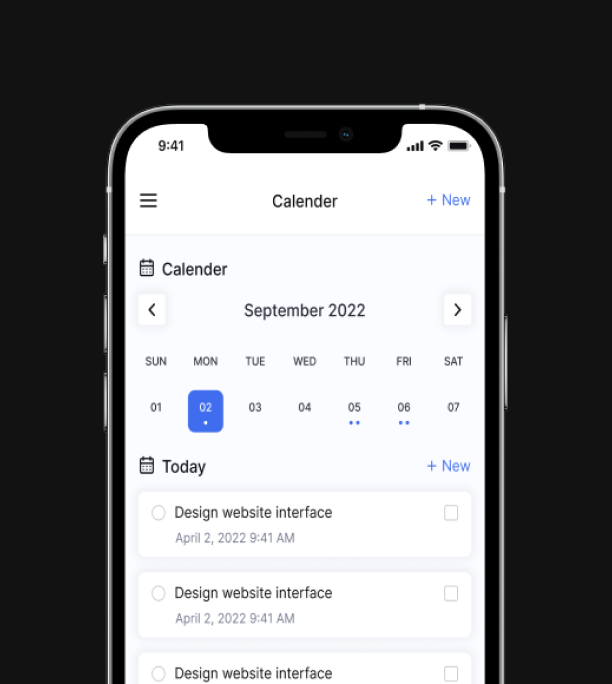 9:41
Calender
+ New
Calender
September 2022
SUN MON TUE WED THU FRI SAT
01 02 03 04 05 06 07
Today
+ New
Design website interface
April 2, 2022 9:41 AM
Design website interface
April 2, 2022 9:41 AM
Design website interface